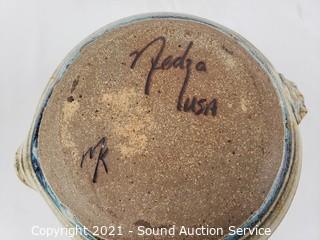 Nedza
USA
MR
Copyright 2021 - Sound Auction Service